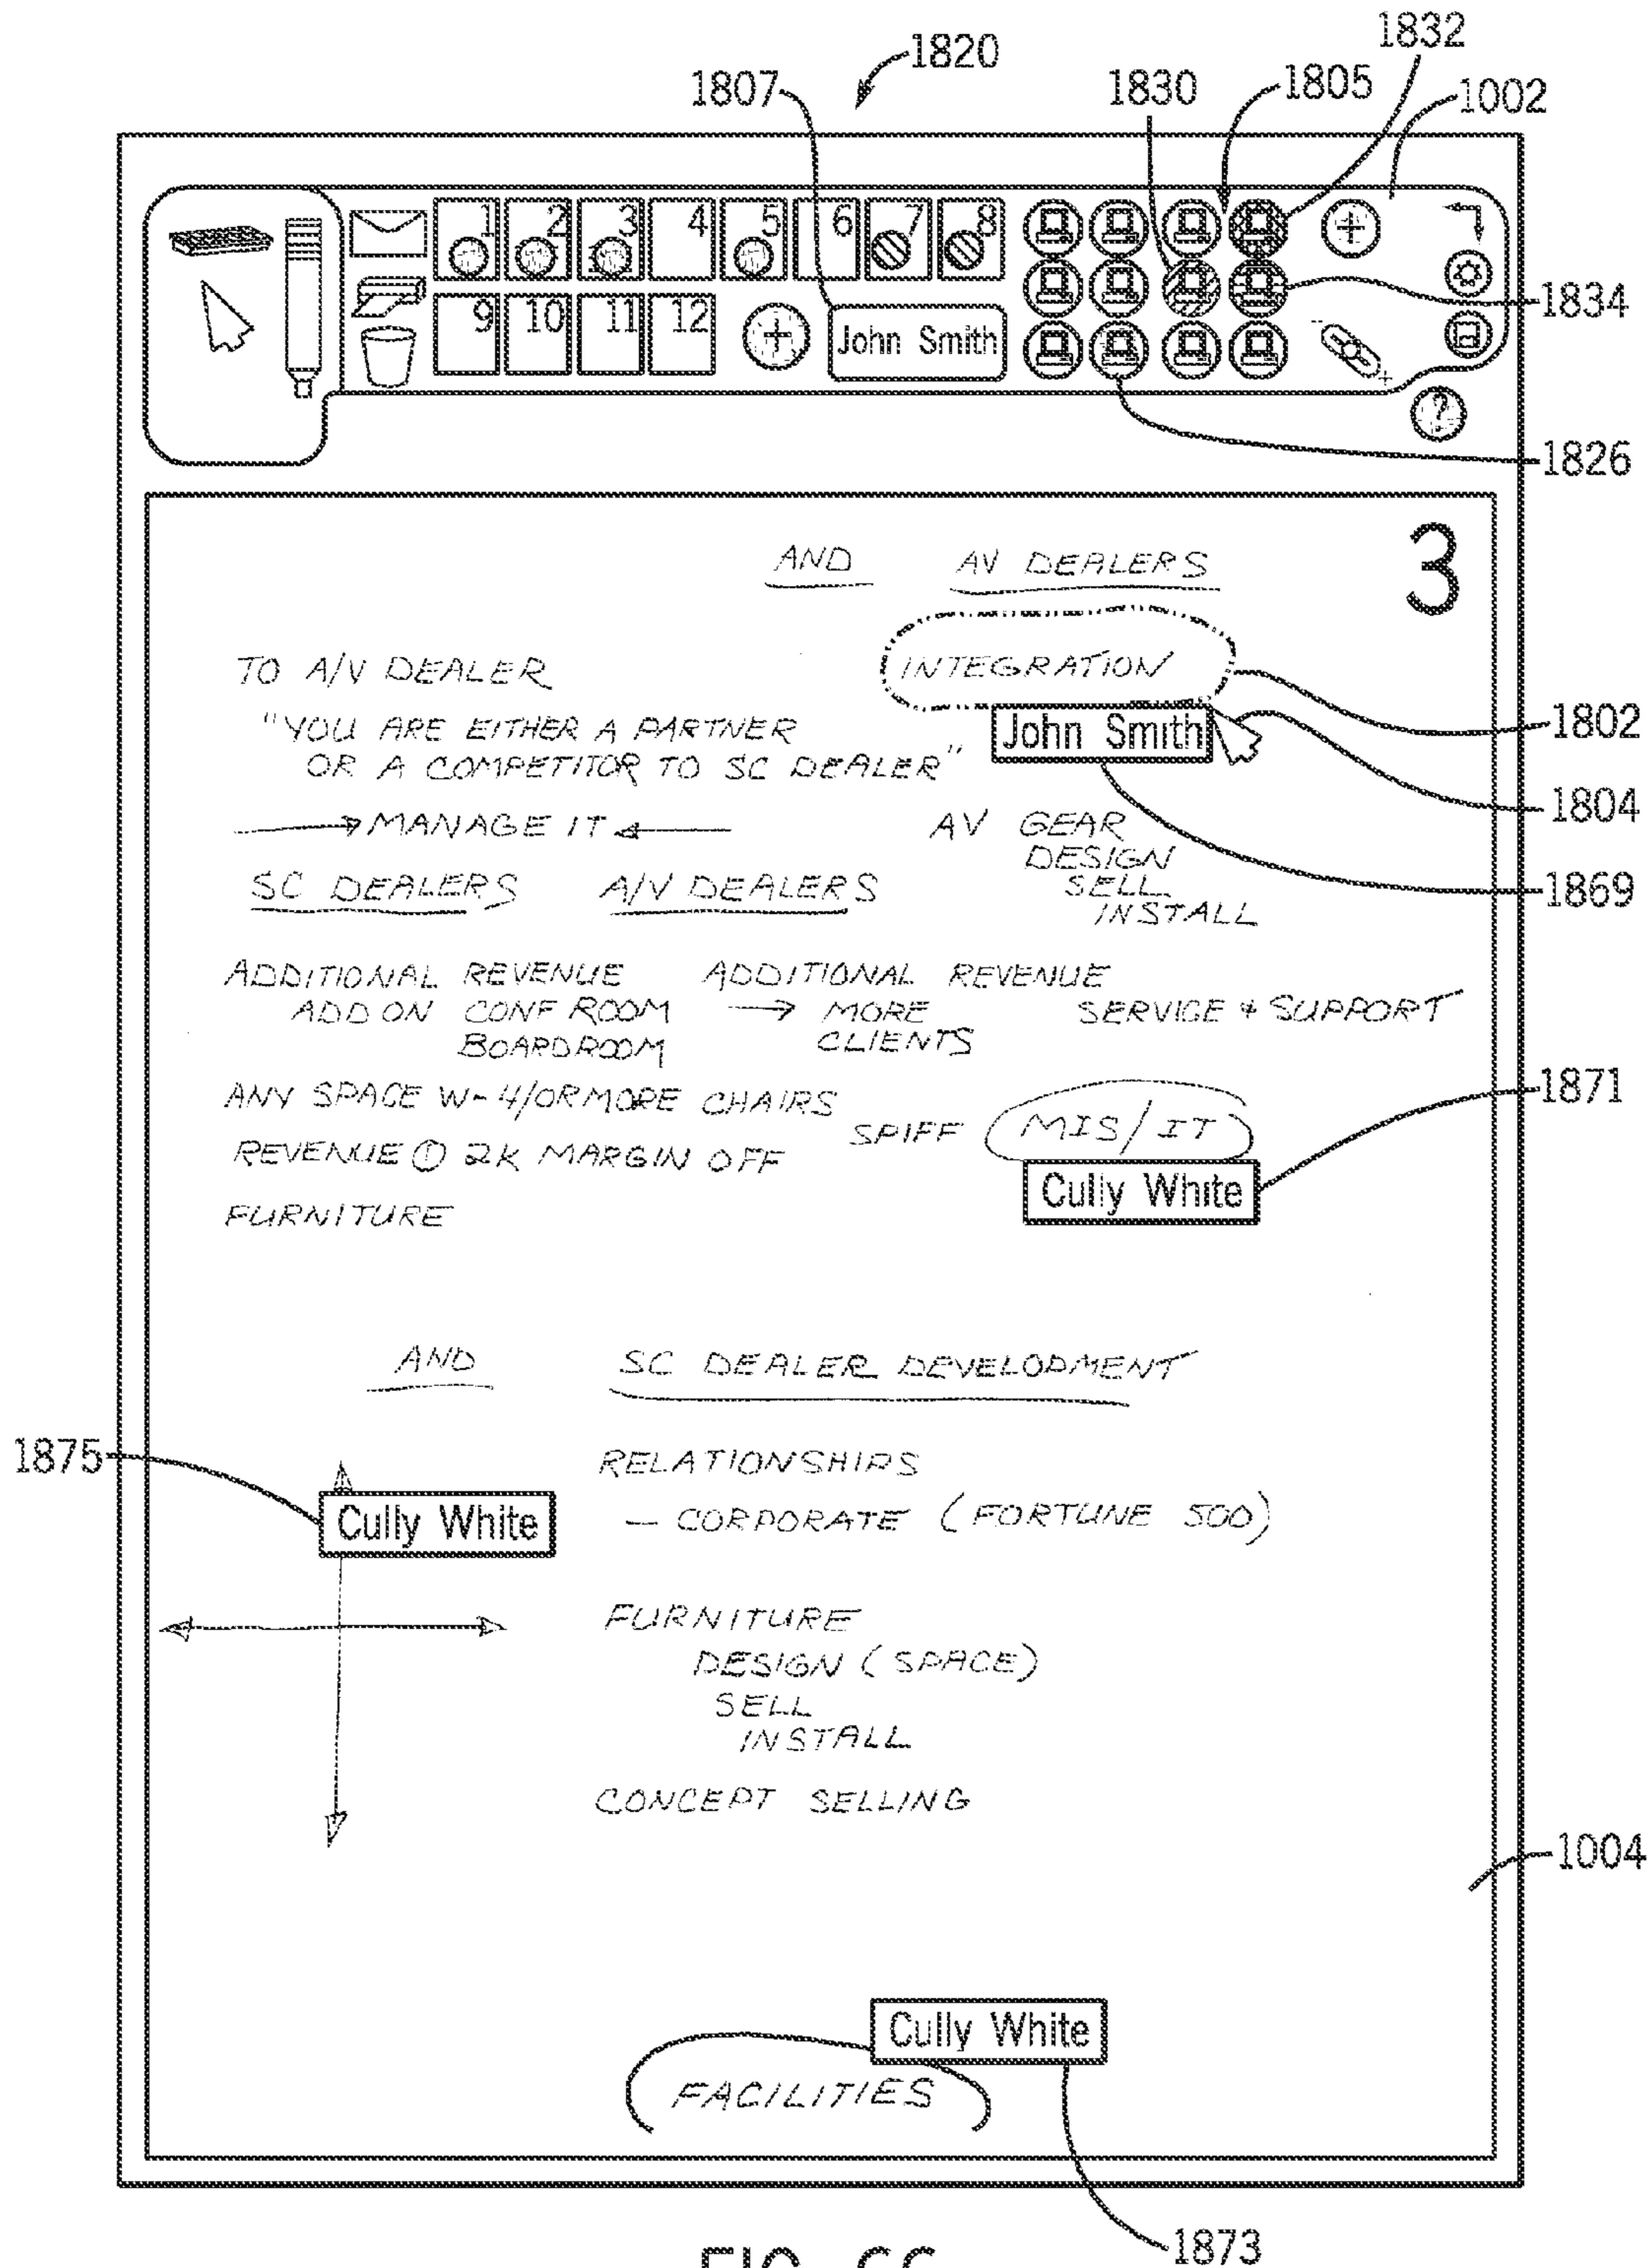 1832
1820
1807 1830 1805 1002
1 2 3 4 5 6 7 8
1834
9 10 11 12 John Smith
?
1826
3
AND AV DEALERS
INTEGRATION
TO A/V DEALER
1802
John Smith
"YOU ARE EITHER A PARTNER
OR A COMPETITOR TO SC DEALER"
1804
MANAGE IT
AV GEAR
DESIGN
SELL
INSTALL
1869
SC DEALERS A/V DEALERS
ADDITIONAL REVENUE ADDITIONAL REVENUE
ADD ON CONF ROOM → MORE SERVICE & SUPPORT
BOARDROOM CLIENTS
1871
ANY SPACE W- 4/OR MORE CHAIRS
SPIFF (MIS/IT)
REVENUE @ 2K MARGIN OFF
Cully White
FURNITURE
AND SC DEALER DEVELOPMENT
1875
RELATIONSHIPS
Cully White
- CORPORATE (FORTUNE 500)
FURNITURE
DESIGN (SPACE)
SELL
INSTALL
CONCEPT SELLING
1004
Cully White
FACILITIES
1873
FIG. 66